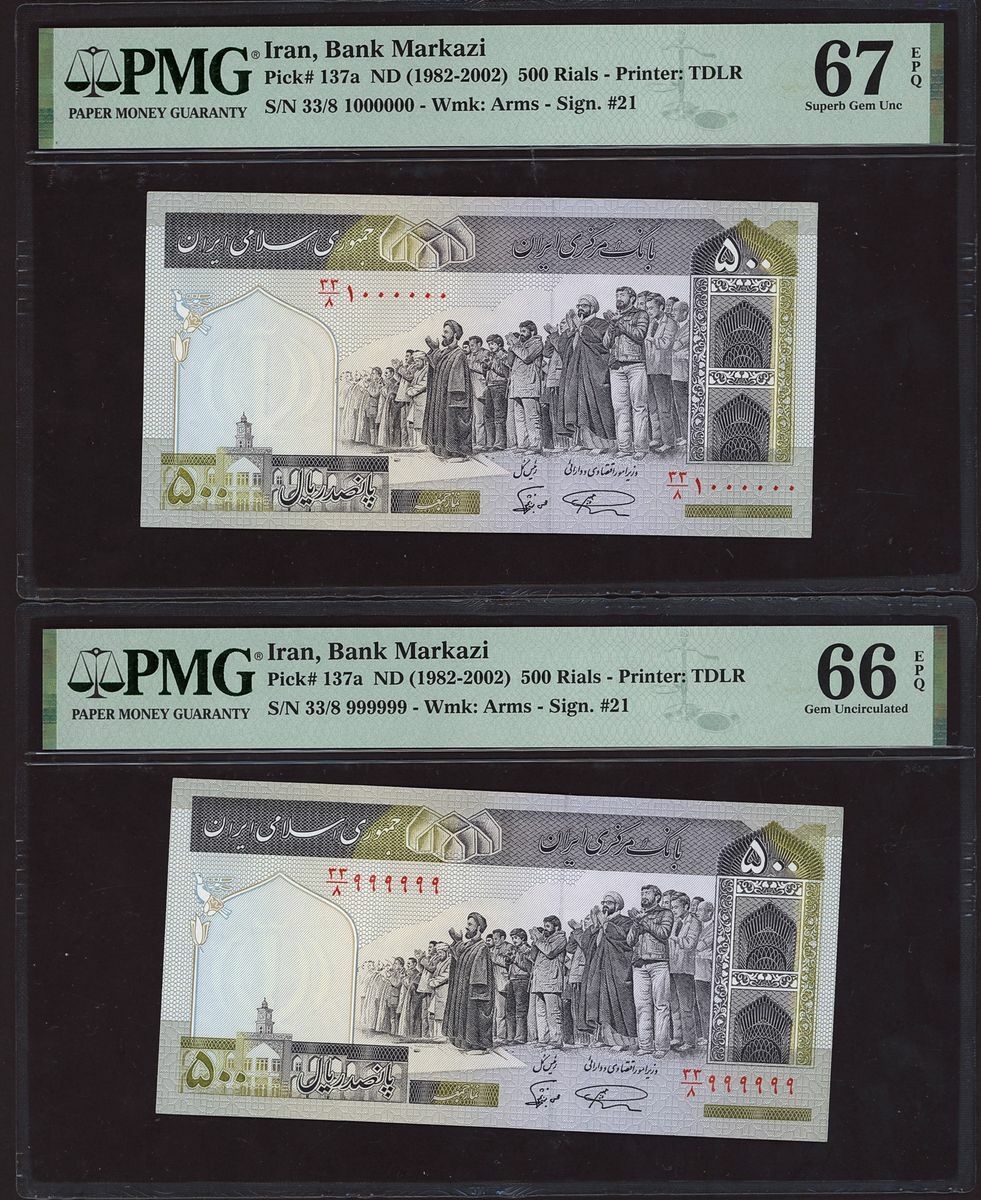 PMG®
PAPER MONEY GUARANTY
Iran, Bank Markazi
Pick# 137a ND (1982-2002) 500 Rials - Printer: TDLR
S/N 33/8 1000000 - Wmk: Arms - Sign. #21
67 EPQ
Superb Gem Unc
بانک مرکزی ایران
جمهوری اسلامی ایران
۵۰۰
۳۳/۸ ۱۰۰۰۰۰۰
رئیس کل
وزیر امور اقتصادی و دارائی
۳۳/۸ ۱۰۰۰۰۰۰
۵۰۰
پانصد ریال
نماز جمعه
PMG®
PAPER MONEY GUARANTY
Iran, Bank Markazi
Pick# 137a ND (1982-2002) 500 Rials - Printer: TDLR
S/N 33/8 999999 - Wmk: Arms - Sign. #21
66 EPQ
Gem Uncirculated
بانک مرکزی ایران
جمهوری اسلامی ایران
۵۰۰
۳۳/۸ ۹۹۹۹۹۹
رئیس کل
وزیر امور اقتصادی و دارائی
۳۳/۸ ۹۹۹۹۹۹
۵۰۰
پانصد ریال
نماز جمعه